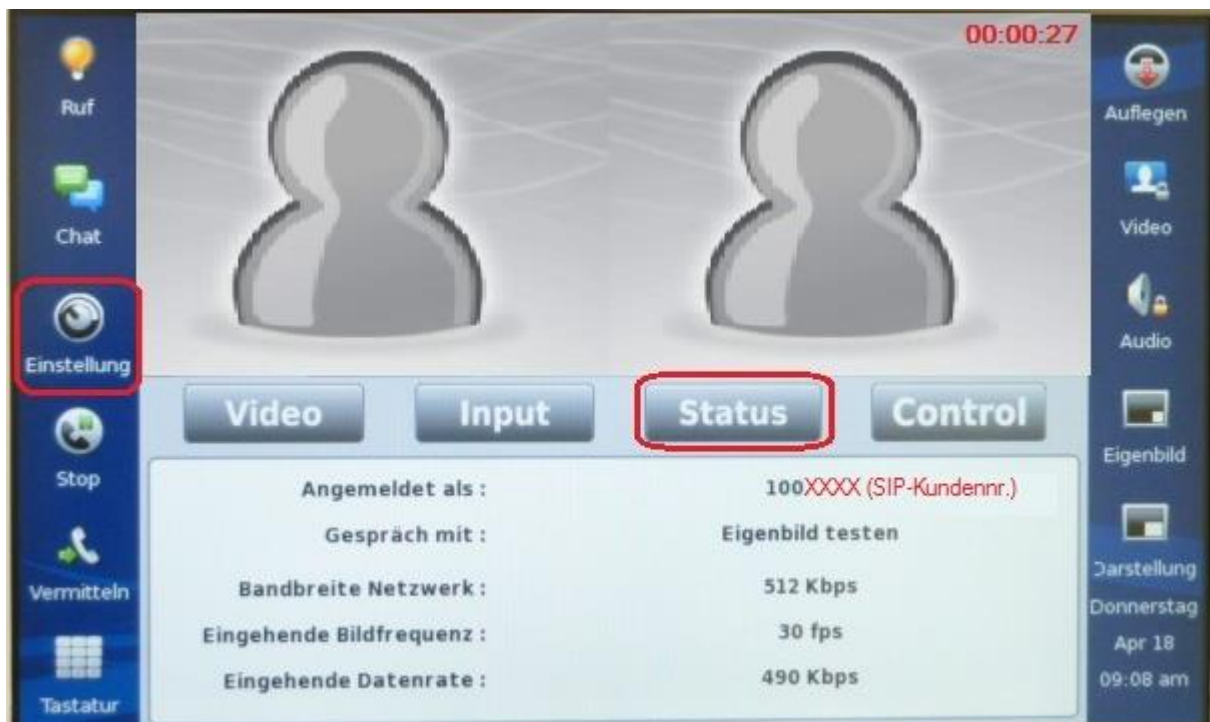 00:00:27
Ruf
Chat
Einstellung
Stop
Vermitteln
Tastatur
Video
Input
Status
Control
Angemeldet als :
100XXXX (SIP-Kundennr.)
Gespräch mit :
Eigenbild testen
Bandbreite Netzwerk :
512 Kbps
Eingehende Bildfrequenz :
30 fps
Eingehende Datenrate :
490 Kbps
Auflegen
Video
Audio
Eigenbild
Darstellung
Donnerstag
Apr 18
09:08 am